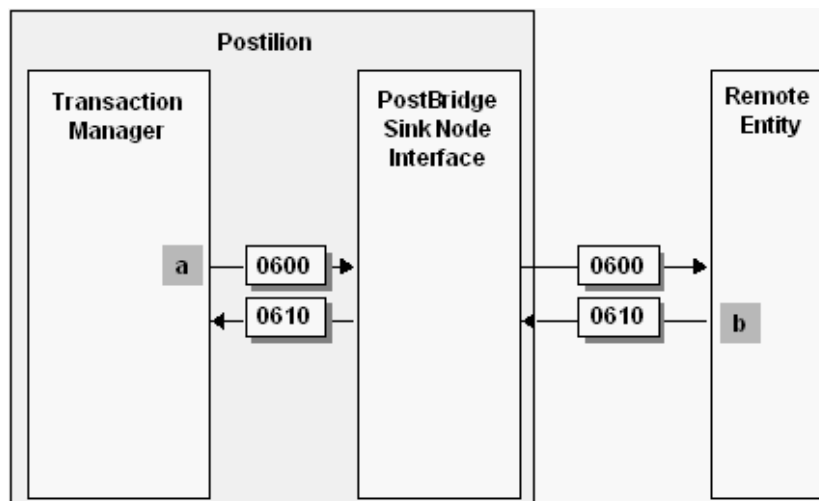 Postilion
Transaction
Manager
PostBridge
Sink Node
Interface
Remote
Entity
a
0600
0600
0610
0610
b